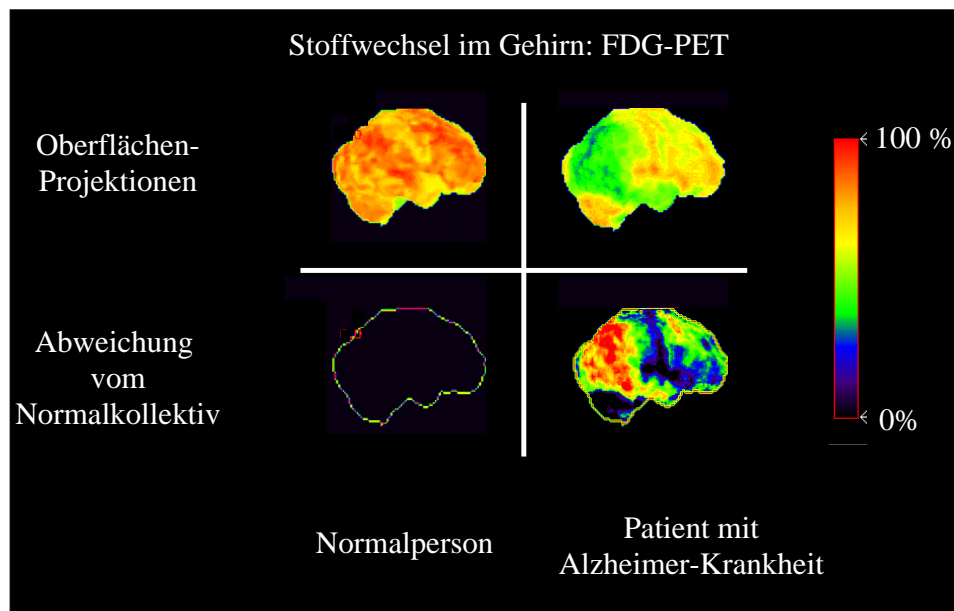 Stoffwechsel im Gehirn: FDG-PET
Oberflächen-
Projektionen
100 %
Abweichung
vom
Normalkollektiv
0%
Normalperson
Patient mit
Alzheimer-Krankheit